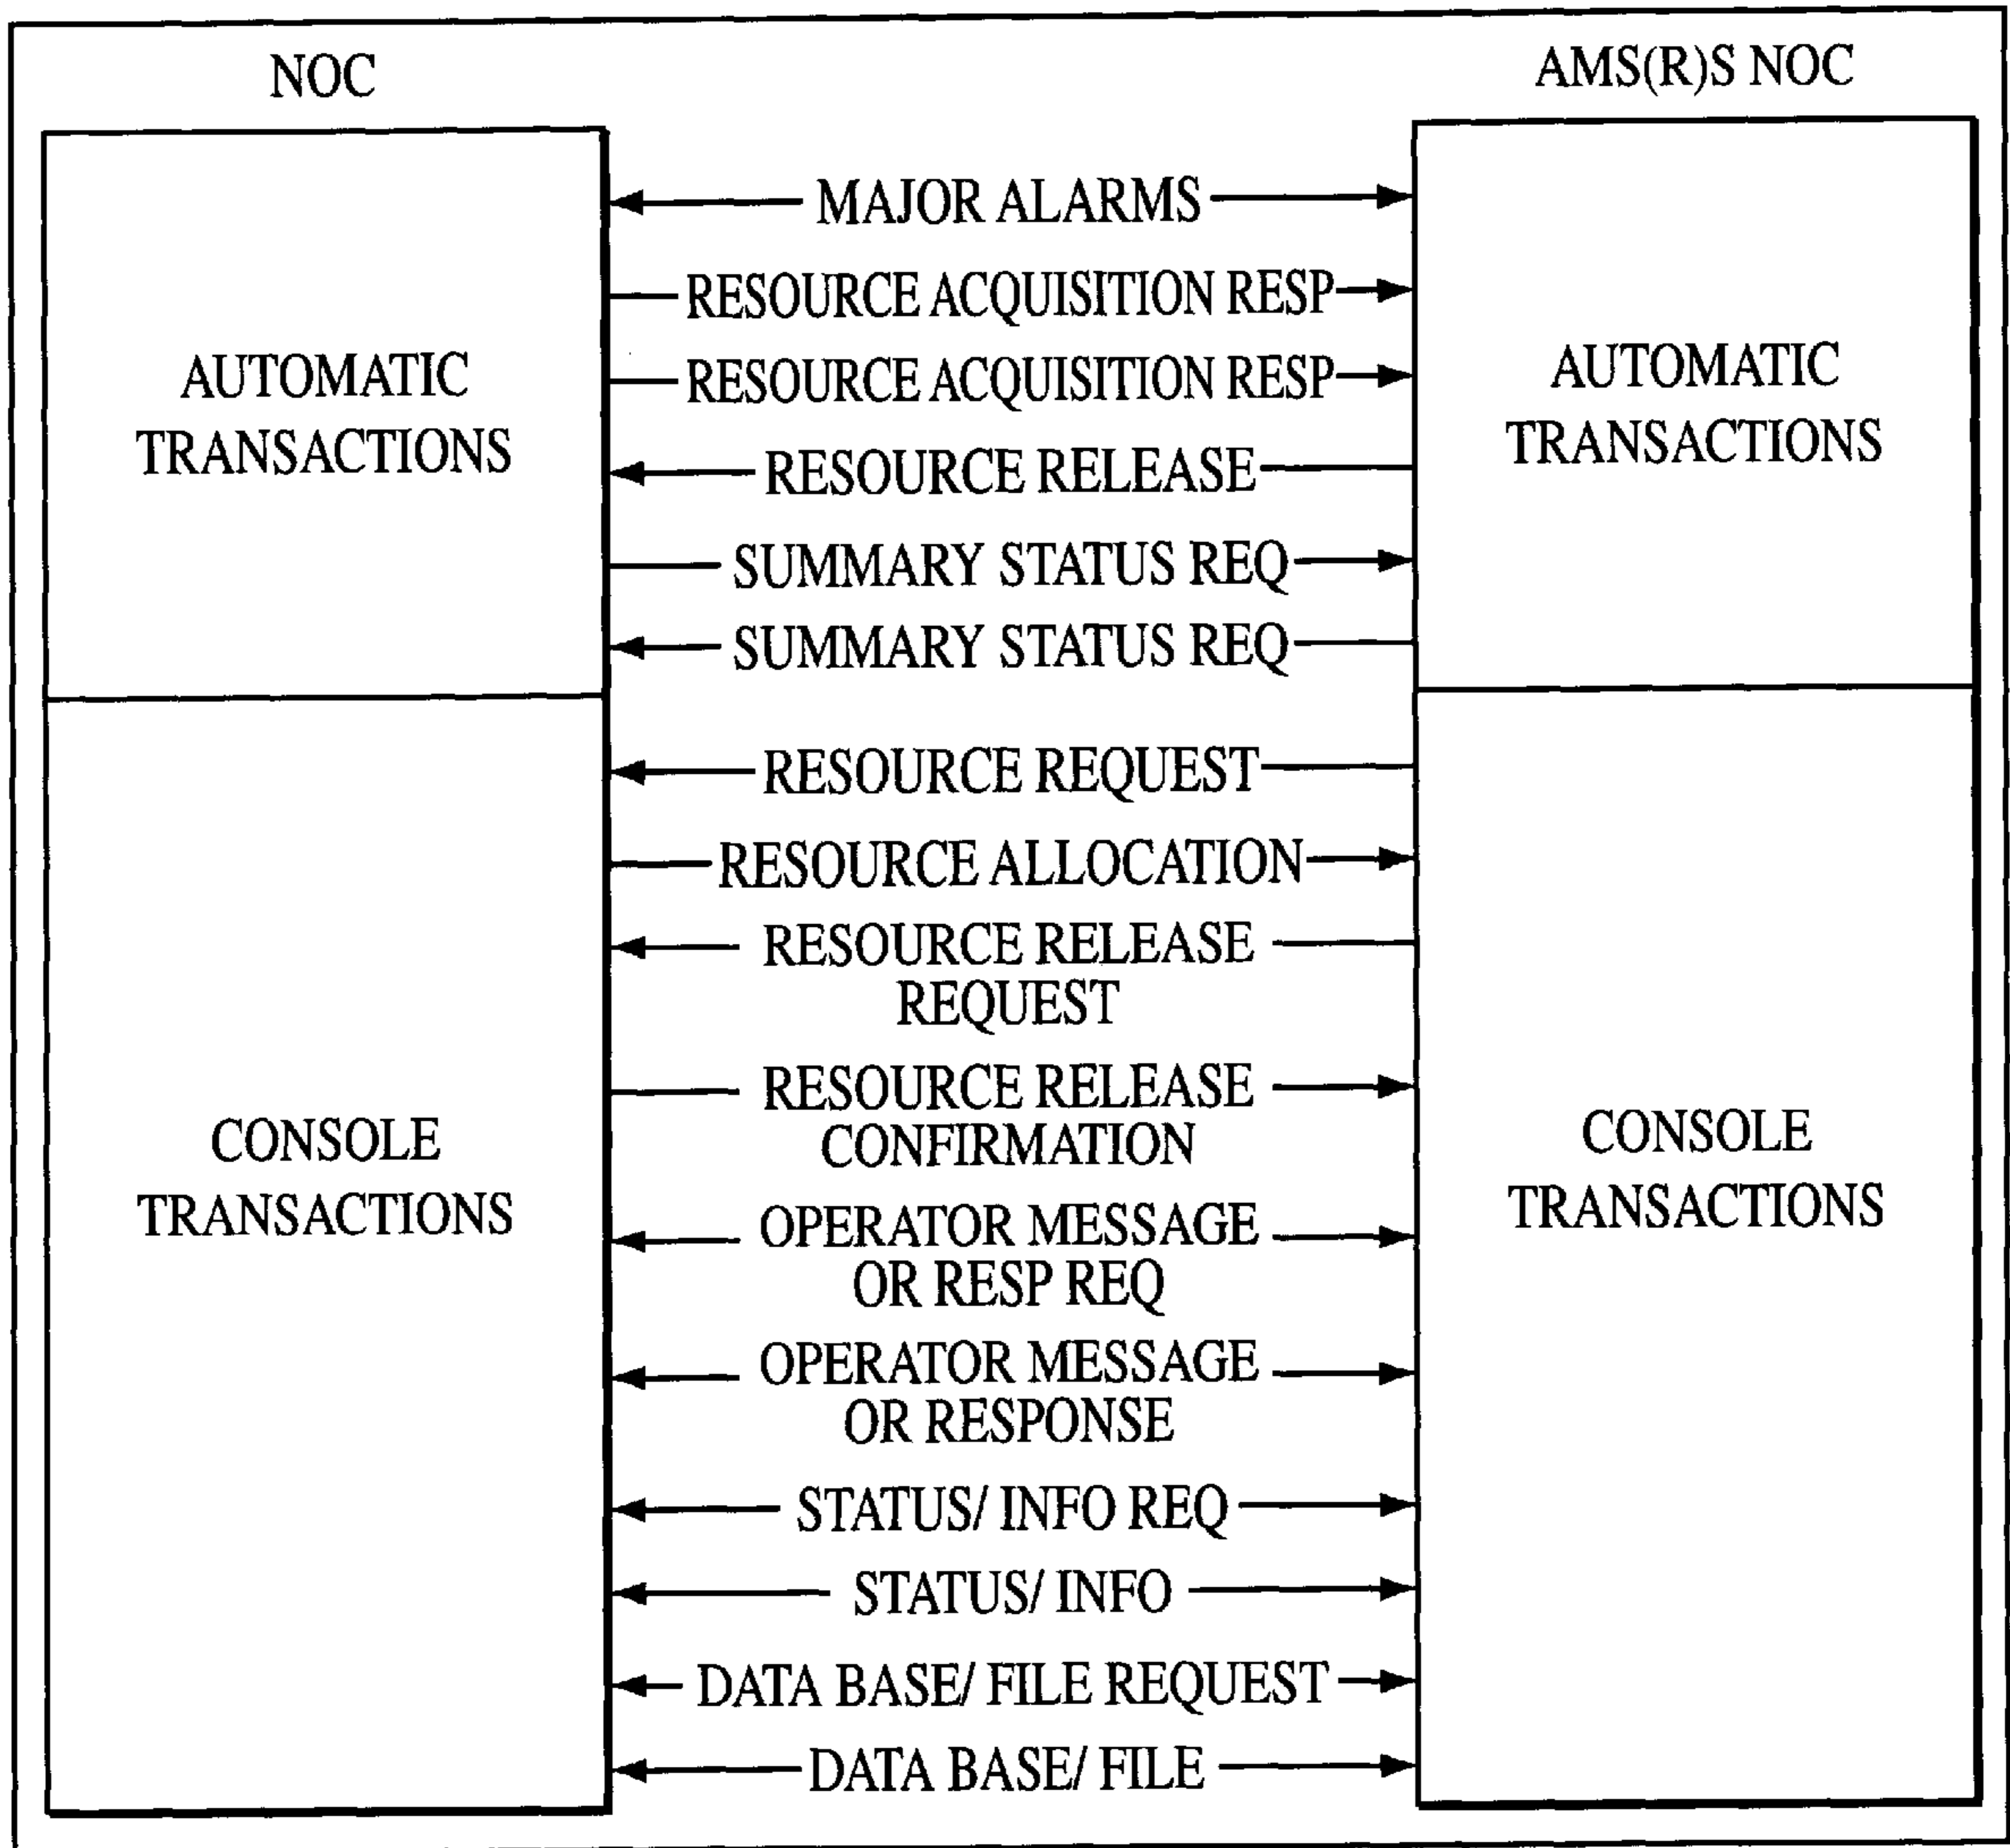 NOC
AMS(R)S NOC
AUTOMATIC
TRANSACTIONS
MAJOR ALARMS
RESOURCE ACQUISITION RESP
RESOURCE ACQUISITION RESP
RESOURCE RELEASE
SUMMARY STATUS REQ
SUMMARY STATUS REQ
AUTOMATIC
TRANSACTIONS
CONSOLE
TRANSACTIONS
RESOURCE REQUEST
RESOURCE ALLOCATION
RESOURCE RELEASE
REQUEST
RESOURCE RELEASE
CONFIRMATION
OPERATOR MESSAGE
OR RESP REQ
OPERATOR MESSAGE
OR RESPONSE
STATUS/ INFO REQ
STATUS/ INFO
DATA BASE/ FILE REQUEST
DATA BASE/ FILE
CONSOLE
TRANSACTIONS